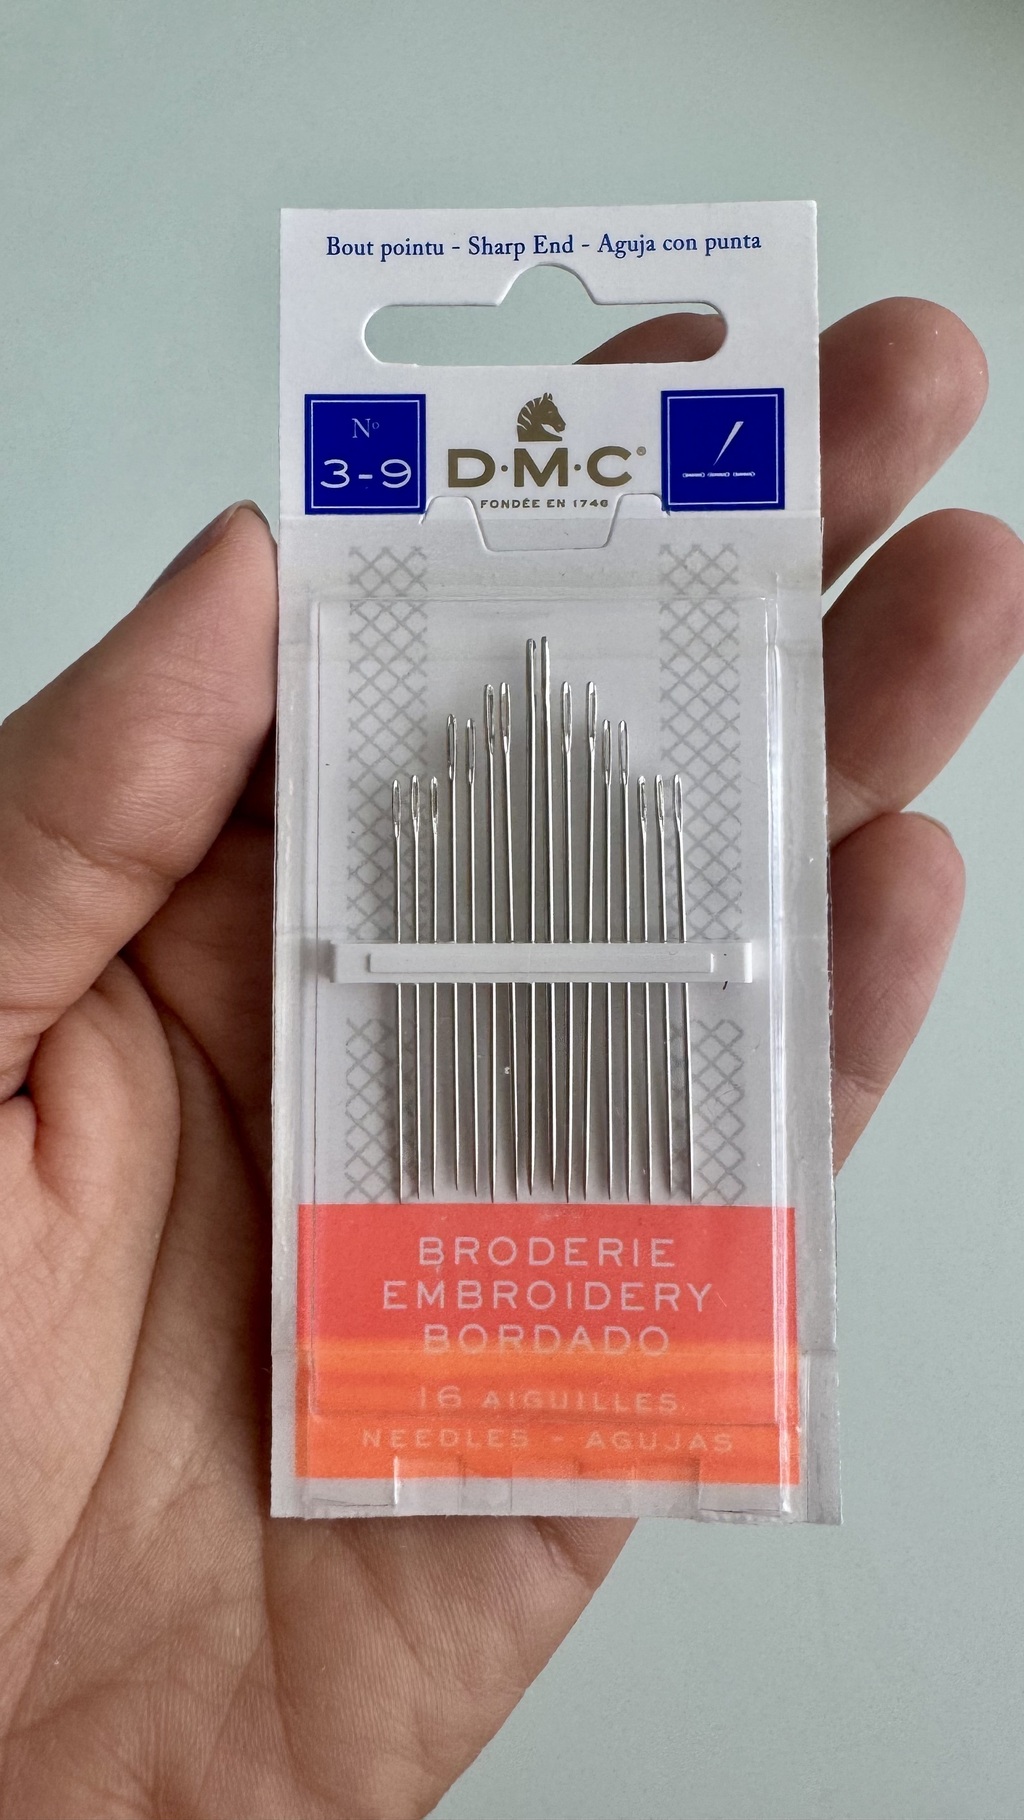 Bout pointu - Sharp End - Aguja con punta
Nº
3-9
D·M·C®
FONDÉE EN 1746
BRODERIE
EMBROIDERY
BORDADO
16 AIGUILLES
NEEDLES - AGUJAS